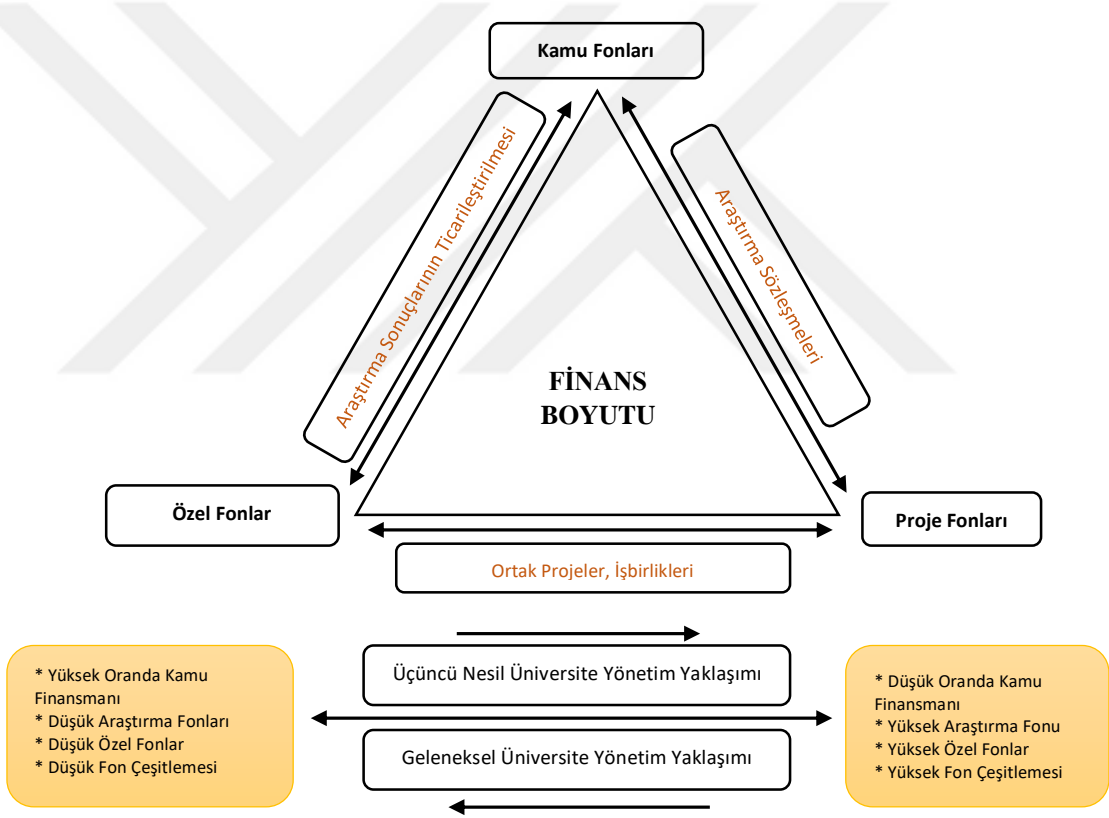 Kamu Fonları
Araştırma Sonuçlarının Ticarileştirilmesi
Araştırma Sözleşmeleri
FİNANS
BOYUTU
Özel Fonlar
Proje Fonları
Ortak Projeler, İşbirlikleri
* Yüksek Oranda Kamu
Finansmanı
* Düşük Araştırma Fonları
* Düşük Özel Fonlar
* Düşük Fon Çeşitlemesi
Üçüncü Nesil Üniversite Yönetim Yaklaşımı
Geleneksel Üniversite Yönetim Yaklaşımı
* Düşük Oranda Kamu
Finansmanı
* Yüksek Araştırma Fonu
* Yüksek Özel Fonlar
* Yüksek Fon Çeşitlemesi